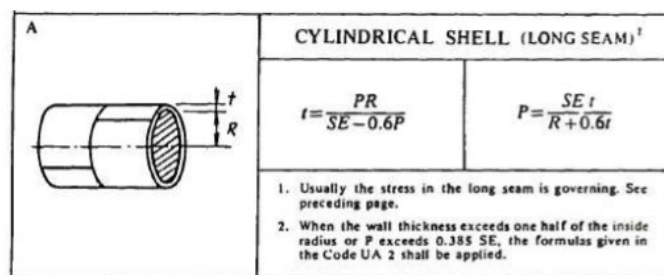 A
CYLINDRICAL SHELL (LONG SEAM)¹
t
R
t = PR / SE – 0.6P
P = SE t / R + 0.6t
1. Usually the stress in the long seam is governing. See
preceding page.
2. When the wall thickness exceeds one half of the inside
radius or P exceeds 0.385 SE, the formulas given in
the Code UA 2 shall be applied.